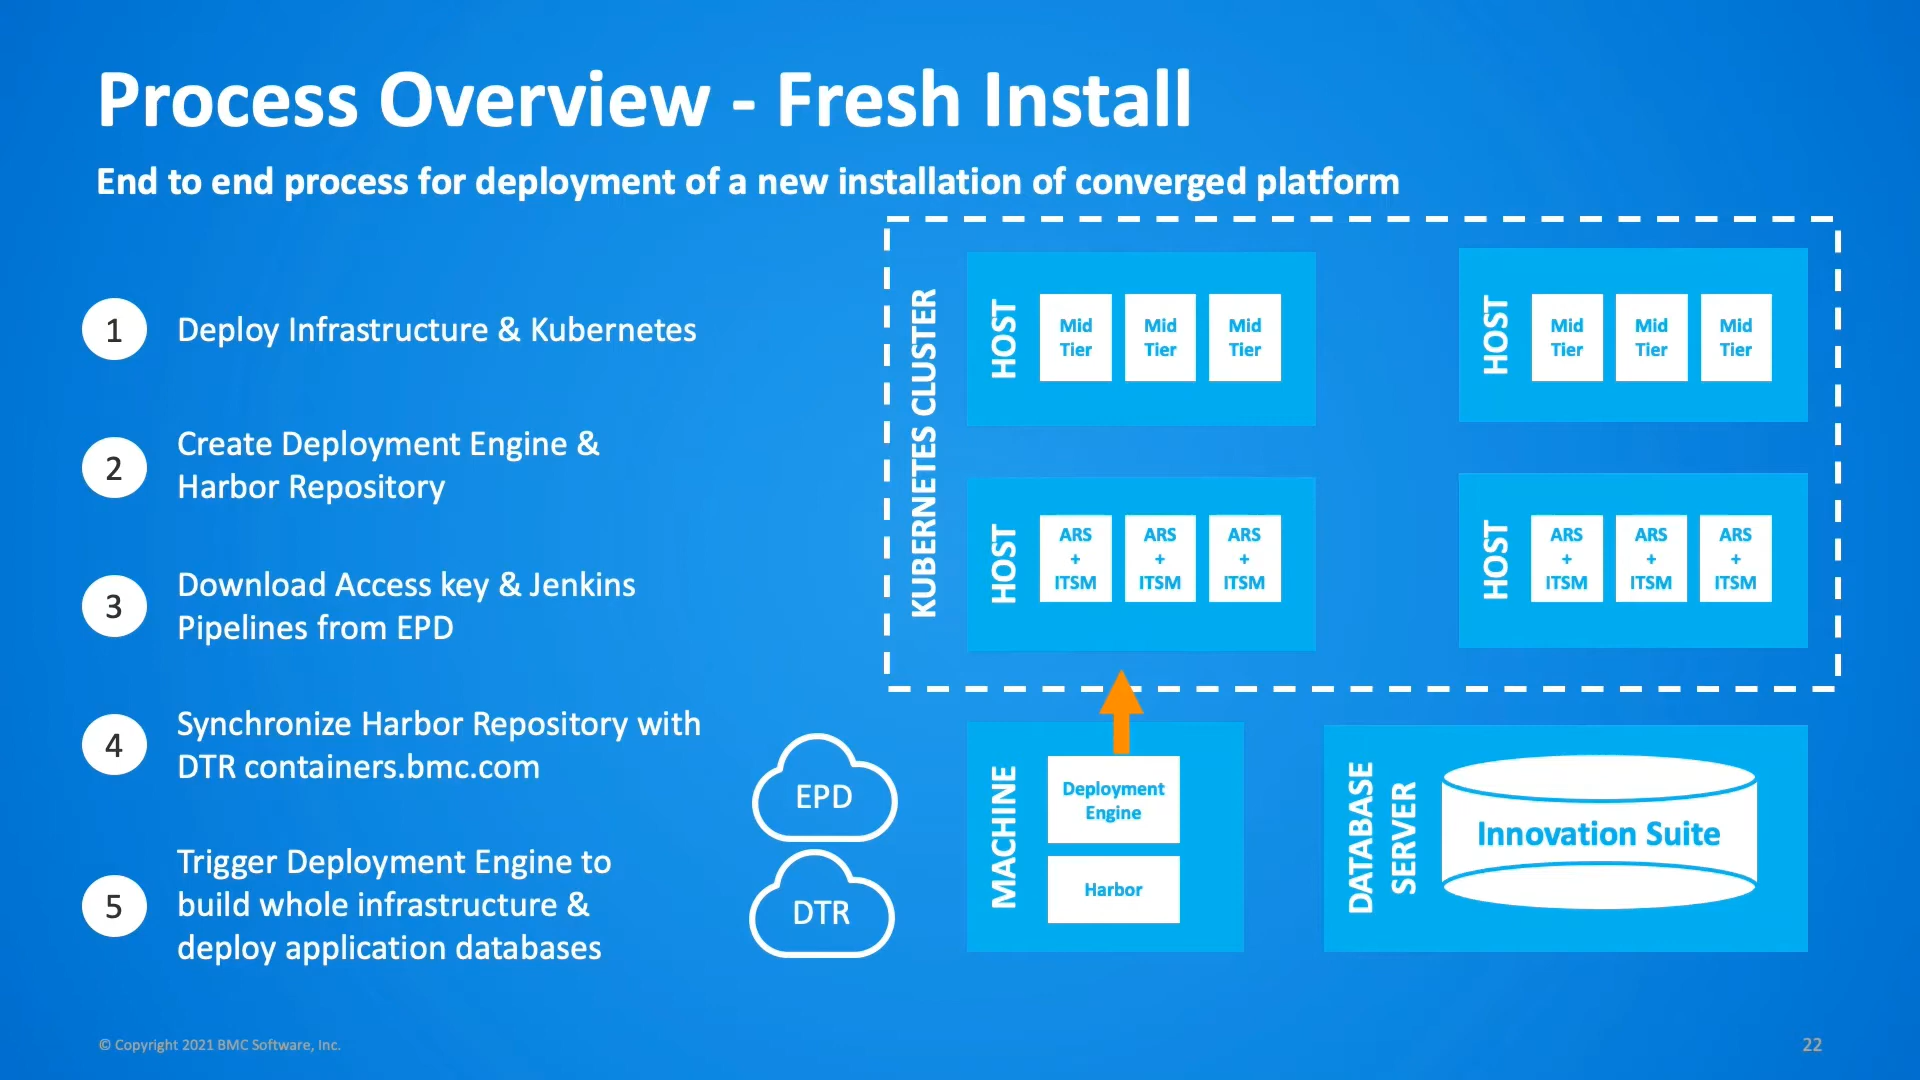 Process Overview - Fresh Install
End to end process for deployment of a new installation of converged platform
1
Deploy Infrastructure & Kubernetes
2
Create Deployment Engine &
Harbor Repository
3
Download Access key & Jenkins
Pipelines from EPD
4
Synchronize Harbor Repository with
DTR containers.bmc.com
5
Trigger Deployment Engine to
build whole infrastructure &
deploy application databases
EPD
DTR
KUBERNETES CLUSTER
HOST
Mid
Tier
Mid
Tier
Mid
Tier
HOST
Mid
Tier
Mid
Tier
Mid
Tier
HOST
ARS
+
ITSM
ARS
+
ITSM
ARS
+
ITSM
HOST
ARS
+
ITSM
ARS
+
ITSM
ARS
+
ITSM
MACHINE
Deployment
Engine
Harbor
DATABASE
SERVER
Innovation Suite
© Copyright 2021 BMC Software, Inc.
22